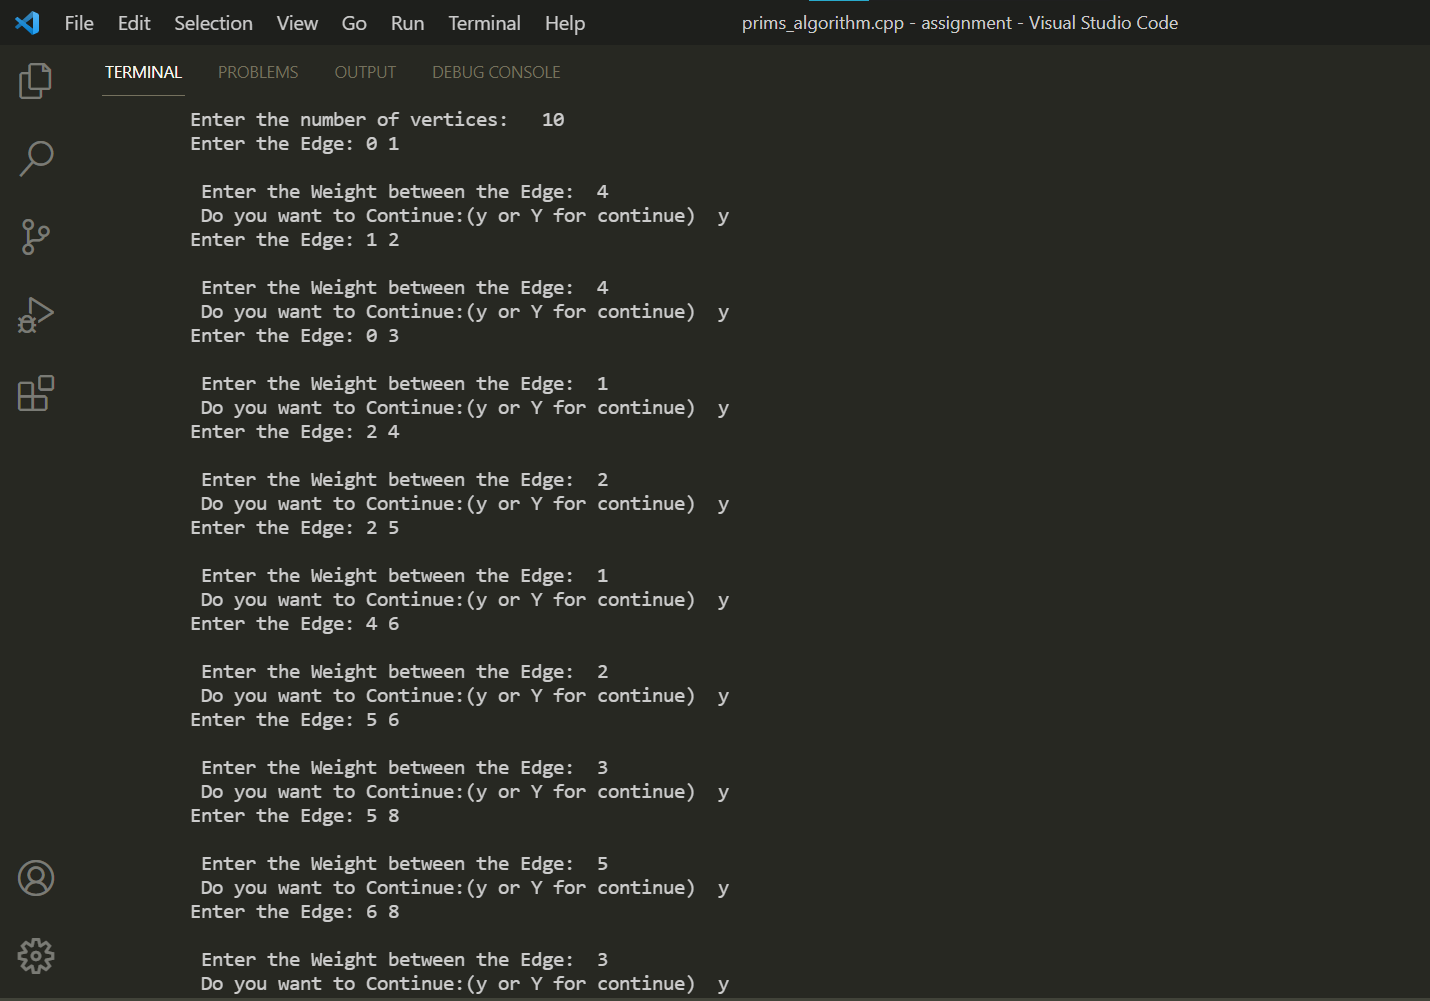 File Edit Selection View Go Run Terminal Help prims_algorithm.cpp - assignment - Visual Studio Code
TERMINAL PROBLEMS OUTPUT DEBUG CONSOLE
Enter the number of vertices: 10
Enter the Edge: 0 1
Enter the Weight between the Edge: 4
Do you want to Continue:(y or Y for continue) y
Enter the Edge: 1 2
Enter the Weight between the Edge: 4
Do you want to Continue:(y or Y for continue) y
Enter the Edge: 0 3
Enter the Weight between the Edge: 1
Do you want to Continue:(y or Y for continue) y
Enter the Edge: 2 4
Enter the Weight between the Edge: 2
Do you want to Continue:(y or Y for continue) y
Enter the Edge: 2 5
Enter the Weight between the Edge: 1
Do you want to Continue:(y or Y for continue) y
Enter the Edge: 4 6
Enter the Weight between the Edge: 2
Do you want to Continue:(y or Y for continue) y
Enter the Edge: 5 6
Enter the Weight between the Edge: 3
Do you want to Continue:(y or Y for continue) y
Enter the Edge: 5 8
Enter the Weight between the Edge: 5
Do you want to Continue:(y or Y for continue) y
Enter the Edge: 6 8
Enter the Weight between the Edge: 3
Do you want to Continue:(y or Y for continue) y